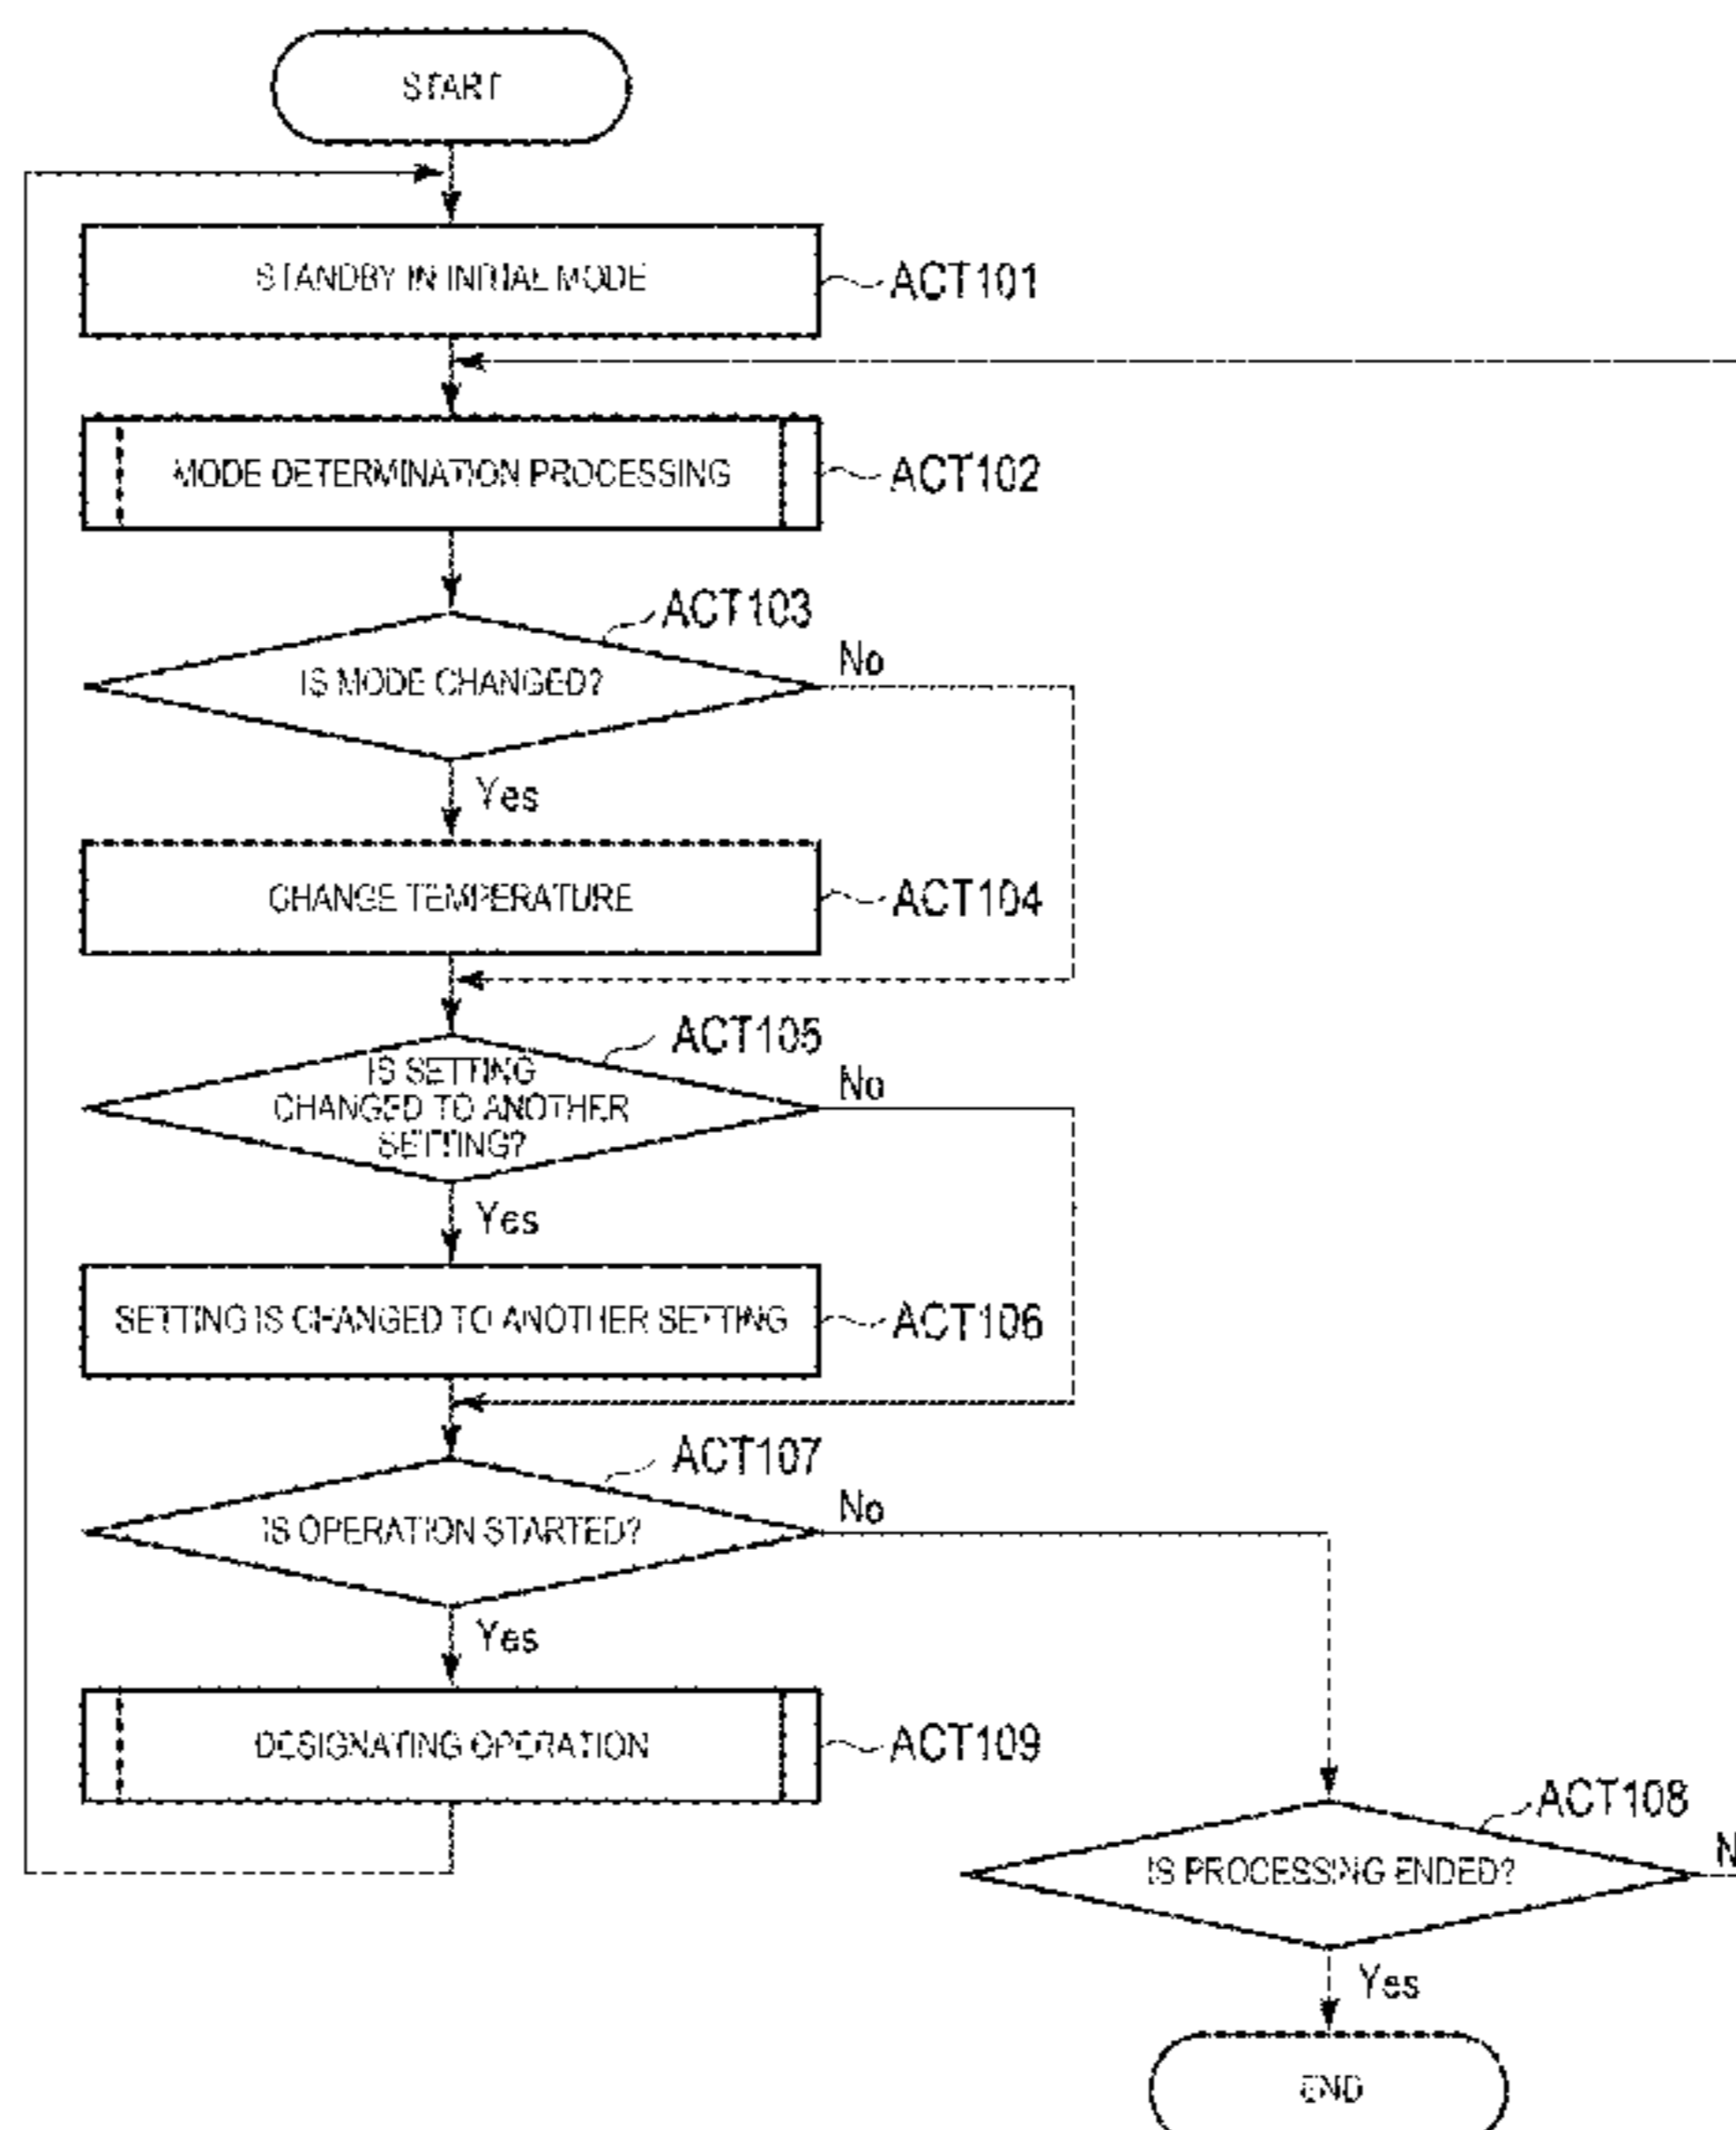 START
STANDBY IN INITIAL MODE
ACT101
MODE DETERMINATION PROCESSING
ACT102
ACT103
IS MODE CHANGED?
No
Yes
CHANGE TEMPERATURE
ACT104
ACT105
IS SETTING
CHANGED TO ANOTHER
SETTING?
No
Yes
SETTING IS CHANGED TO ANOTHER SETTING
ACT106
ACT107
IS OPERATION STARTED?
No
Yes
DESIGNATING OPERATION
ACT109
ACT108
IS PROCESSING ENDED?
Yes
END